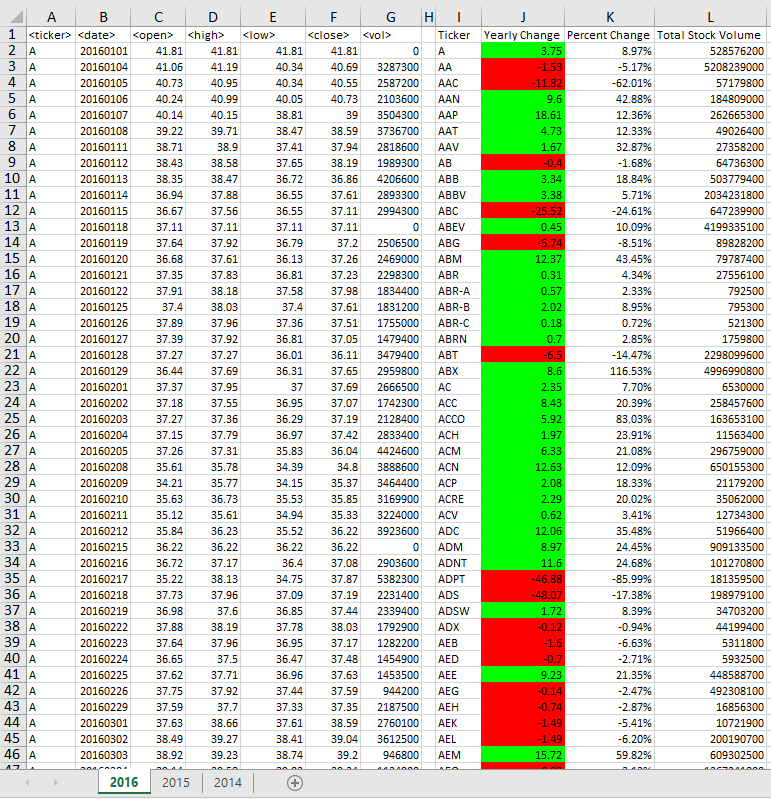 A B C D E F G H I J K L
1 <ticker> <date> <open> <high> <low> <close> <vol> Ticker Yearly Change Percent Change Total Stock Volume
2 A 20160101 41.81 41.81 41.81 41.81 0 A 3.75 8.97% 528576200
3 A 20160104 41.06 41.19 40.34 40.69 3287300 AA -1.53 -5.17% 5208239000
4 A 20160105 40.73 40.95 40.34 40.55 2587200 AAC -11.82 -62.01% 57179800
5 A 20160106 40.24 40.99 40.05 40.73 2103600 AAN 9.6 42.88% 184809000
6 A 20160107 40.14 40.15 38.81 39 3504300 AAP 18.61 12.36% 262665300
7 A 20160108 39.22 39.71 38.47 38.59 3736700 AAT 4.73 12.33% 49026400
8 A 20160111 38.71 38.9 37.41 37.94 2818600 AAV 1.67 32.87% 27358200
9 A 20160112 38.43 38.58 37.65 38.19 1989300 AB -0.4 -1.68% 64736300
10 A 20160113 38.35 38.47 36.72 36.86 4206600 ABB 3.34 18.84% 503779400
11 A 20160114 36.94 37.88 36.55 37.61 2893300 ABBV 3.38 5.71% 2034231800
12 A 20160115 36.67 37.56 36.55 37.11 2994300 ABC -25.52 -24.61% 647239900
13 A 20160118 37.11 37.11 37.11 37.11 0 ABEV 0.45 10.09% 4199335100
14 A 20160119 37.64 37.92 36.79 37.2 2506500 ABG -5.74 -8.51% 89828200
15 A 20160120 36.68 37.61 36.13 37.26 2469000 ABM 12.37 43.45% 79787400
16 A 20160121 37.35 37.83 36.81 37.23 2298300 ABR 0.31 4.34% 27556100
17 A 20160122 37.91 38.18 37.58 37.98 1834400 ABR-A 0.57 2.33% 792500
18 A 20160125 37.4 38.03 37.4 37.61 1831200 ABR-B 2.02 8.95% 795300
19 A 20160126 37.89 37.96 37.36 37.51 1755000 ABR-C 0.18 0.72% 521300
20 A 20160127 37.39 37.92 36.81 37.05 1479400 ABRN 0.7 2.85% 1759800
21 A 20160128 37.27 37.27 36.01 36.11 3479400 ABT -6.5 -14.47% 2298099600
22 A 20160129 36.44 37.69 36.31 37.65 2959800 ABX 8.6 116.53% 4996990800
23 A 20160201 37.37 37.95 37 37.69 2666500 AC 2.35 7.70% 6530000
24 A 20160202 37.18 37.55 36.95 37.07 1742300 ACC 8.43 20.39% 258457600
25 A 20160203 37.27 37.36 36.29 37.19 2128400 ACCO 5.92 83.03% 163653100
26 A 20160204 37.15 37.79 36.97 37.42 2833400 ACH 1.97 23.91% 11563400
27 A 20160205 37.26 37.31 35.83 36.04 4424600 ACM 6.33 21.08% 296759000
28 A 20160208 35.61 35.78 34.39 34.8 3888600 ACN 12.63 12.09% 650155300
29 A 20160209 34.21 35.77 34.15 35.37 3464400 ACP 2.08 18.33% 21179200
30 A 20160210 35.63 36.73 35.53 35.85 3169900 ACRE 2.29 20.02% 35062000
31 A 20160211 35.12 35.61 34.94 35.33 3224000 ACV 0.62 3.41% 12734300
32 A 20160212 35.84 36.23 35.52 36.22 3923600 ADC 12.06 35.48% 51966400
33 A 20160215 36.22 36.22 36.22 36.22 0 ADM 8.97 24.45% 909133500
34 A 20160216 36.72 37.17 36.4 37.08 2903600 ADNT 11.6 24.68% 101270800
35 A 20160217 35.22 38.13 34.75 37.87 5382300 ADPT -46.88 -85.99% 181359500
36 A 20160218 37.73 37.96 37.09 37.19 2231400 ADS -48.07 -17.38% 198979100
37 A 20160219 36.98 37.6 36.85 37.44 2339400 ADSW 1.72 8.39% 34703200
38 A 20160222 37.88 38.19 37.78 38.03 1792900 ADX -0.12 -0.94% 44199400
39 A 20160223 37.64 37.96 36.95 37.17 1282200 AEB -1.6 -6.63% 5311800
40 A 20160224 36.65 37.5 36.47 37.48 1454900 AED -0.7 -2.71% 5932500
41 A 20160225 37.62 37.71 36.96 37.63 1453500 AEE 9.23 21.35% 448588700
42 A 20160226 37.75 37.92 37.44 37.59 944200 AEG -0.14 -2.47% 492308100
43 A 20160229 37.59 37.7 37.33 37.35 2187500 AEH -0.74 -2.87% 16856300
44 A 20160301 37.63 38.66 37.61 38.59 2760100 AEK -1.49 -5.41% 10721900
45 A 20160302 38.49 39.27 38.41 39.04 3612500 AEL -1.49 -6.20% 200190700
46 A 20160303 38.92 39.23 38.74 39.2 946800 AEM 15.72 59.82% 609302500
2016 2015 2014